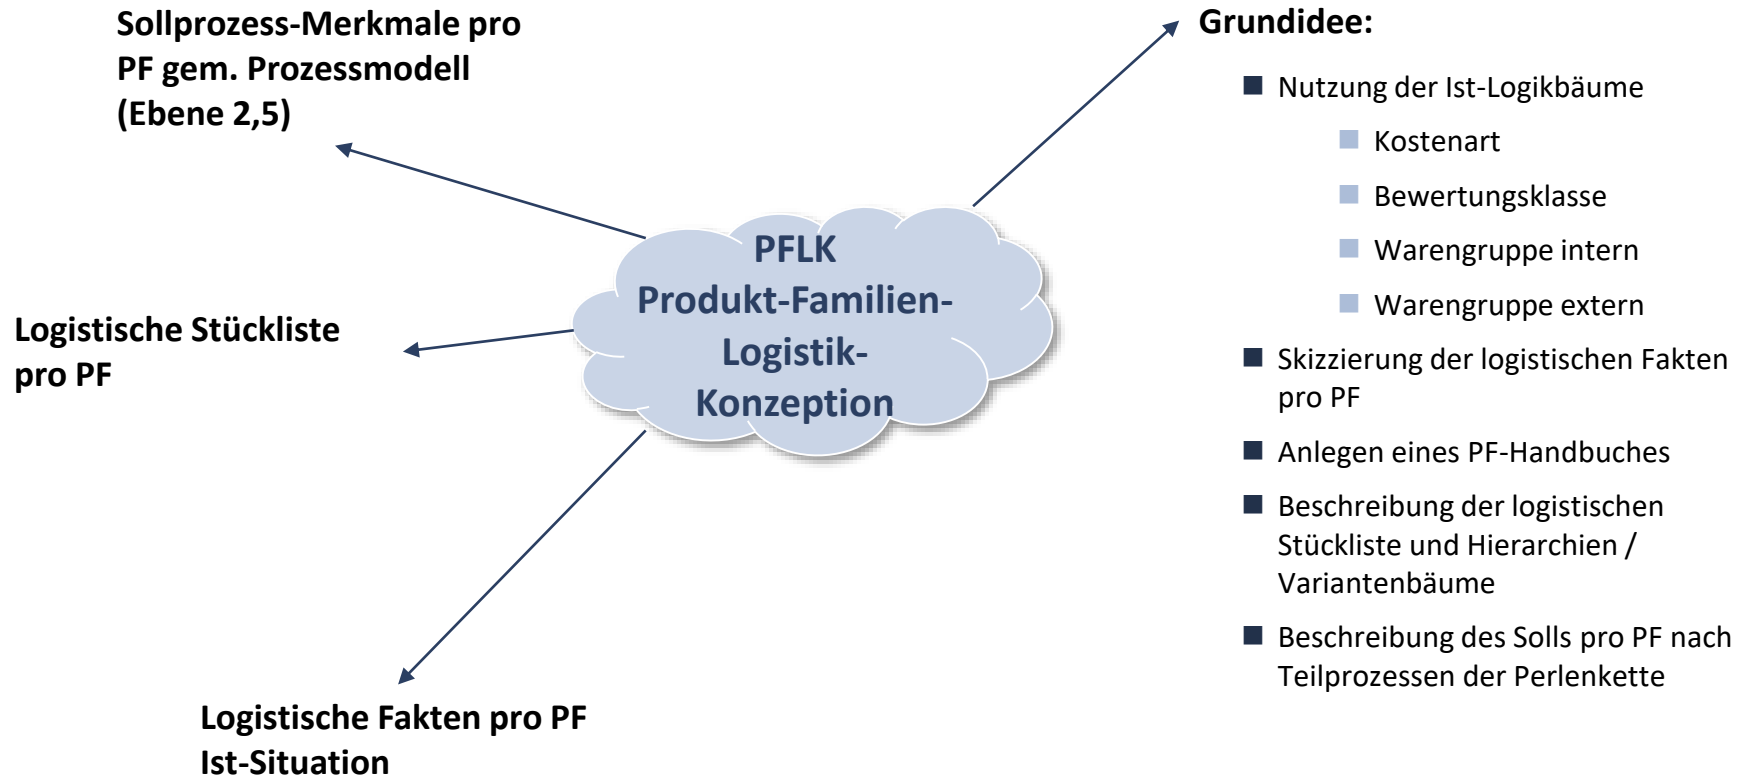 Sollprozess-Merkmale pro
PF gem. Prozessmodell
(Ebene 2,5)
Logistische Stückliste
pro PF
Logistische Fakten pro PF
Ist-Situation
PFLK
Produkt-Familien-
Logistik-
Konzeption
Grundidee:
Nutzung der Ist-Logikbäume
Kostenart
Bewertungsklasse
Warengruppe intern
Warengruppe extern
Skizzierung der logistischen Fakten
pro PF
Anlegen eines PF-Handbuches
Beschreibung der logistischen
Stückliste und Hierarchien /
Variantenbäume
Beschreibung des Solls pro PF nach
Teilprozessen der Perlenkette